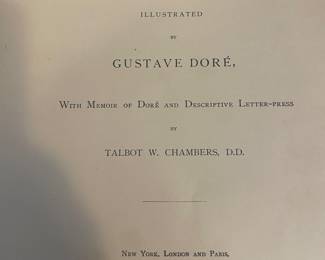 ILLUSTRATED
BY
GUSTAVE DORÉ,
WITH MEMOIR OF DORÉ AND DESCRIPTIVE LETTER-PRESS
BY
TALBOT W. CHAMBERS, D.D.
NEW YORK, LONDON AND PARIS,